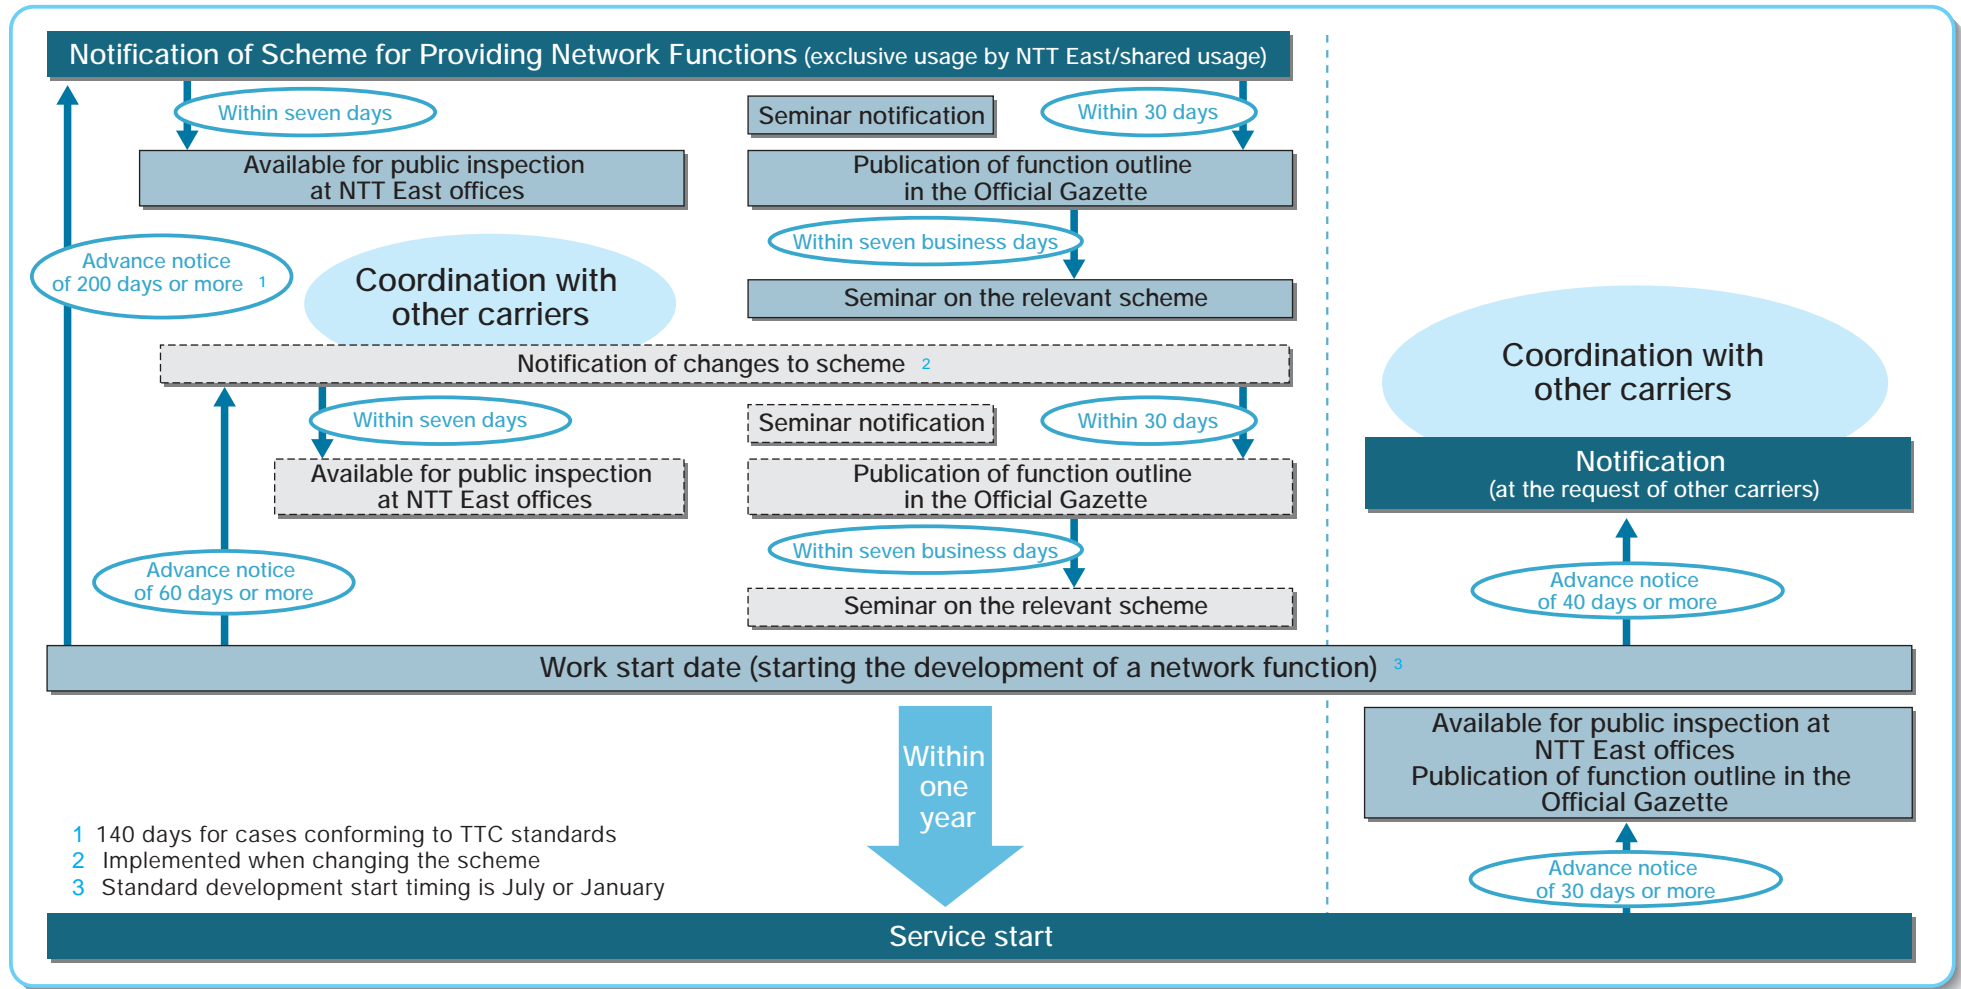 Notification of Scheme for Providing Network Functions (exclusive usage by NTT East/shared usage)
Within seven days
Seminar notification
Within 30 days
Available for public inspection
at NTT East offices
Publication of function outline
in the Official Gazette
Within seven business days
Advance notice
of 200 days or more 1
Coordination with
other carriers
Seminar on the relevant scheme
Notification of changes to scheme 2
Within seven days
Seminar notification
Within 30 days
Available for public inspection
at NTT East offices
Publication of function outline
in the Official Gazette
Within seven business days
Advance notice
of 60 days or more
Seminar on the relevant scheme
Coordination with
other carriers
Notification
(at the request of other carriers)
Advance notice
of 40 days or more
Work start date (starting the development of a network function) 3
Within
one
year
Available for public inspection at
NTT East offices
Publication of function outline in the
Official Gazette
Advance notice
of 30 days or more
1 140 days for cases conforming to TTC standards
2 Implemented when changing the scheme
3 Standard development start timing is July or January
Service start